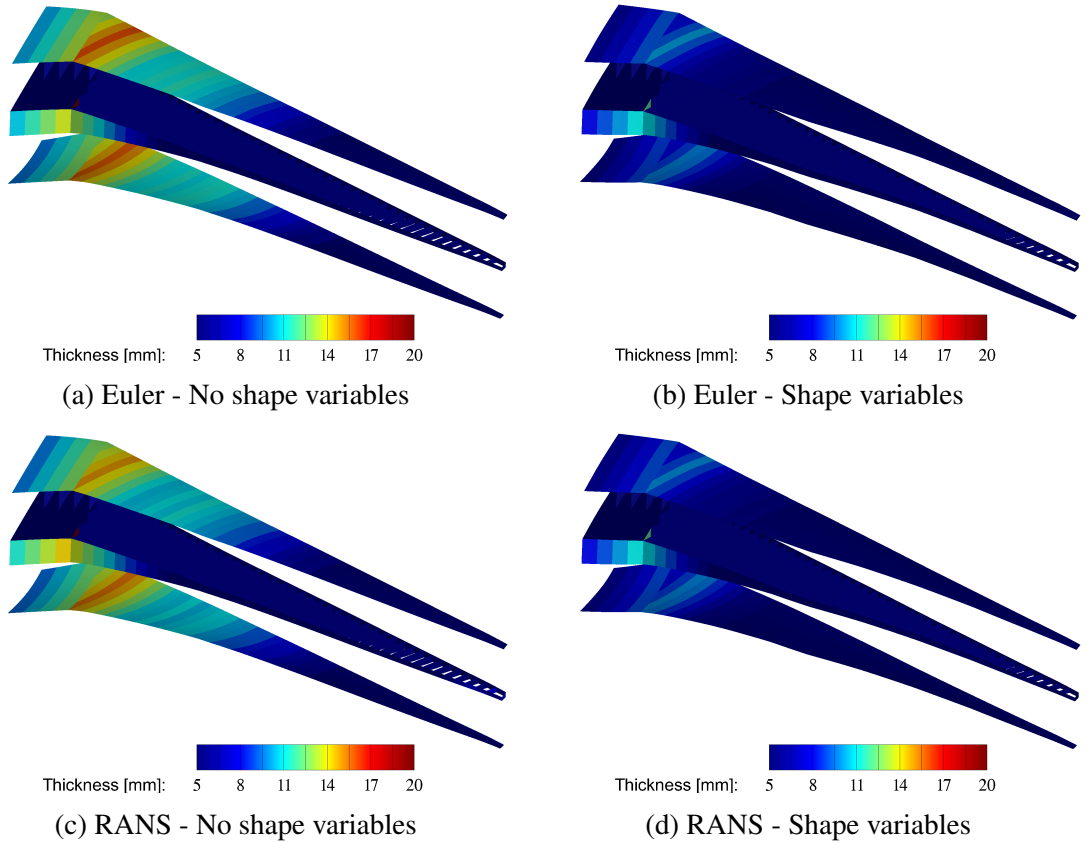 5 8 11 14 17 20 5 8 11 14 17 20
Thickness [mm]: Thickness [mm]:
(a) Euler - No shape variables (b) Euler - Shape variables
5 8 11 14 17 20 5 8 11 14 17 20
Thickness [mm]: Thickness [mm]:
(c) RANS - No shape variables (d) RANS - Shape variables